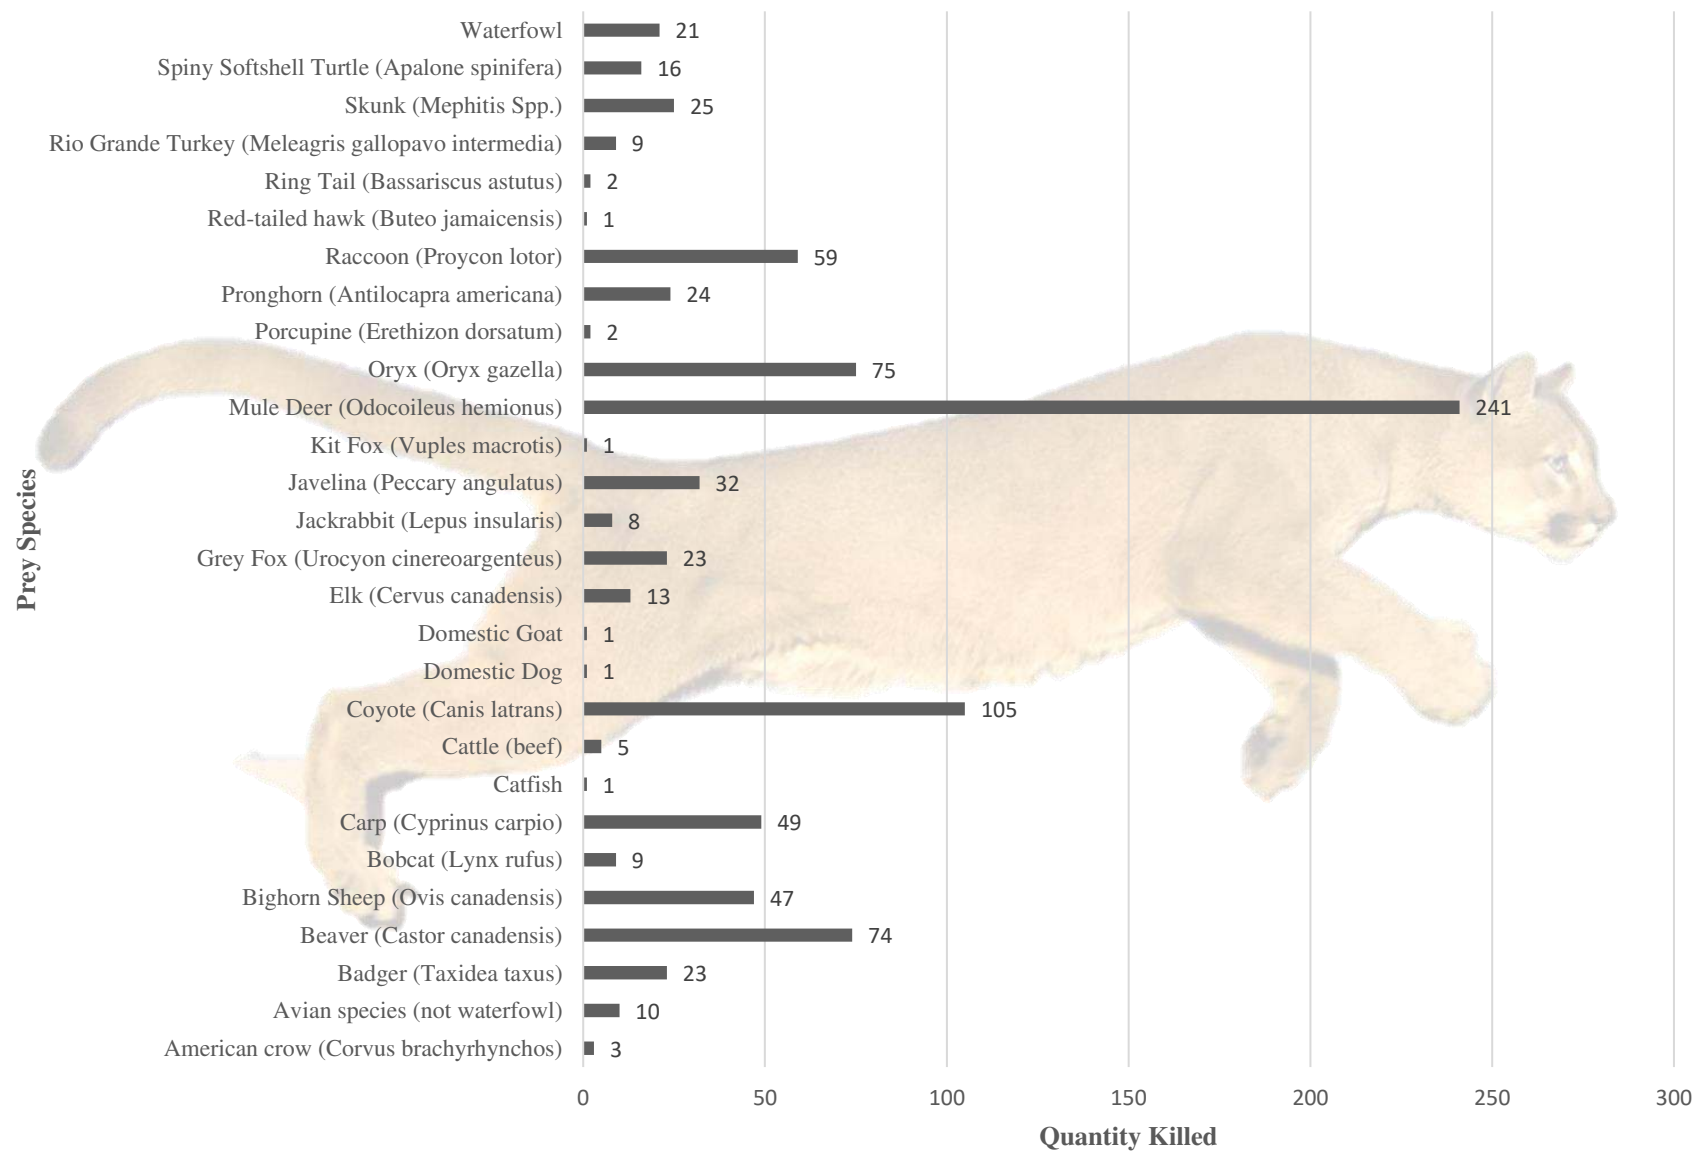 Waterfowl 21
Spiny Softshell Turtle (Apalone spinifera) 16
Skunk (Mephitis Spp.) 25
Rio Grande Turkey (Meleagris gallopavo intermedia) 9
Ring Tail (Bassariscus astutus) 2
Red-tailed hawk (Buteo jamaicensis) 1
Raccoon (Proycon lotor) 59
Pronghorn (Antilocapra americana) 24
Porcupine (Erethizon dorsatum) 2
Oryx (Oryx gazella) 75
Mule Deer (Odocoileus hemionus) 241
Kit Fox (Vuples macrotis) 1
Javelina (Peccary angulatus) 32
Jackrabbit (Lepus insularis) 8
Grey Fox (Urocyon cinereoargenteus) 23
Elk (Cervus canadensis) 13
Domestic Goat 1
Domestic Dog 1
Coyote (Canis latrans) 105
Cattle (beef) 5
Catfish 1
Carp (Cyprinus carpio) 49
Bobcat (Lynx rufus) 9
Bighorn Sheep (Ovis canadensis) 47
Beaver (Castor canadensis) 74
Badger (Taxidea taxus) 23
Avian species (not waterfowl) 10
American crow (Corvus brachyrhynchos) 3
0 50 100 150 200 250 300
Quantity Killed
Prey Species